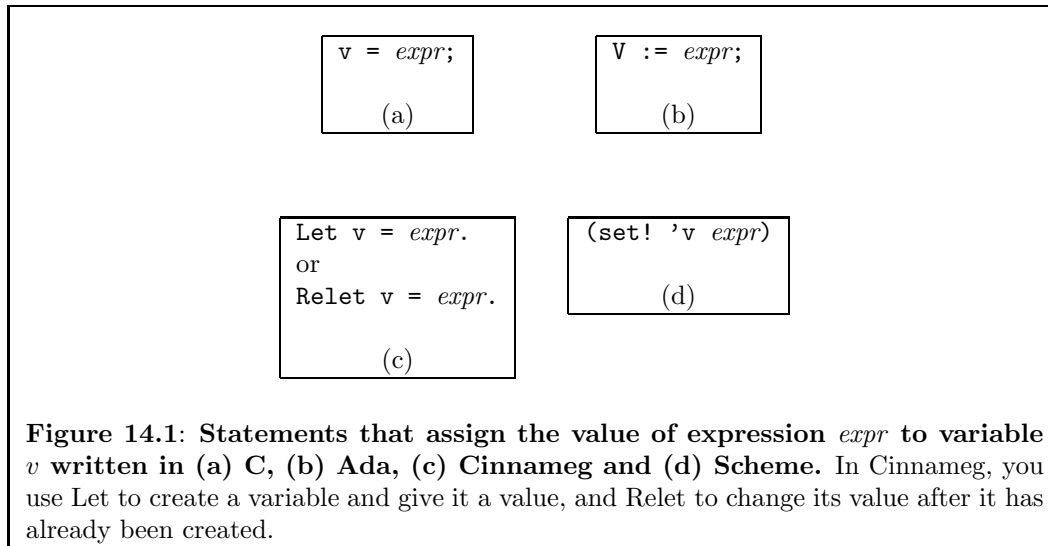 v = expr;
(a)
V := expr;
(b)
Let v = expr.
or
Relet v = expr.
(c)
(set! ’v expr)
(d)
Figure 14.1: Statements that assign the value of expression expr to variable
v written in (a) C, (b) Ada, (c) Cinnameg and (d) Scheme. In Cinnameg, you
use Let to create a variable and give it a value, and Relet to change its value after it has
already been created.